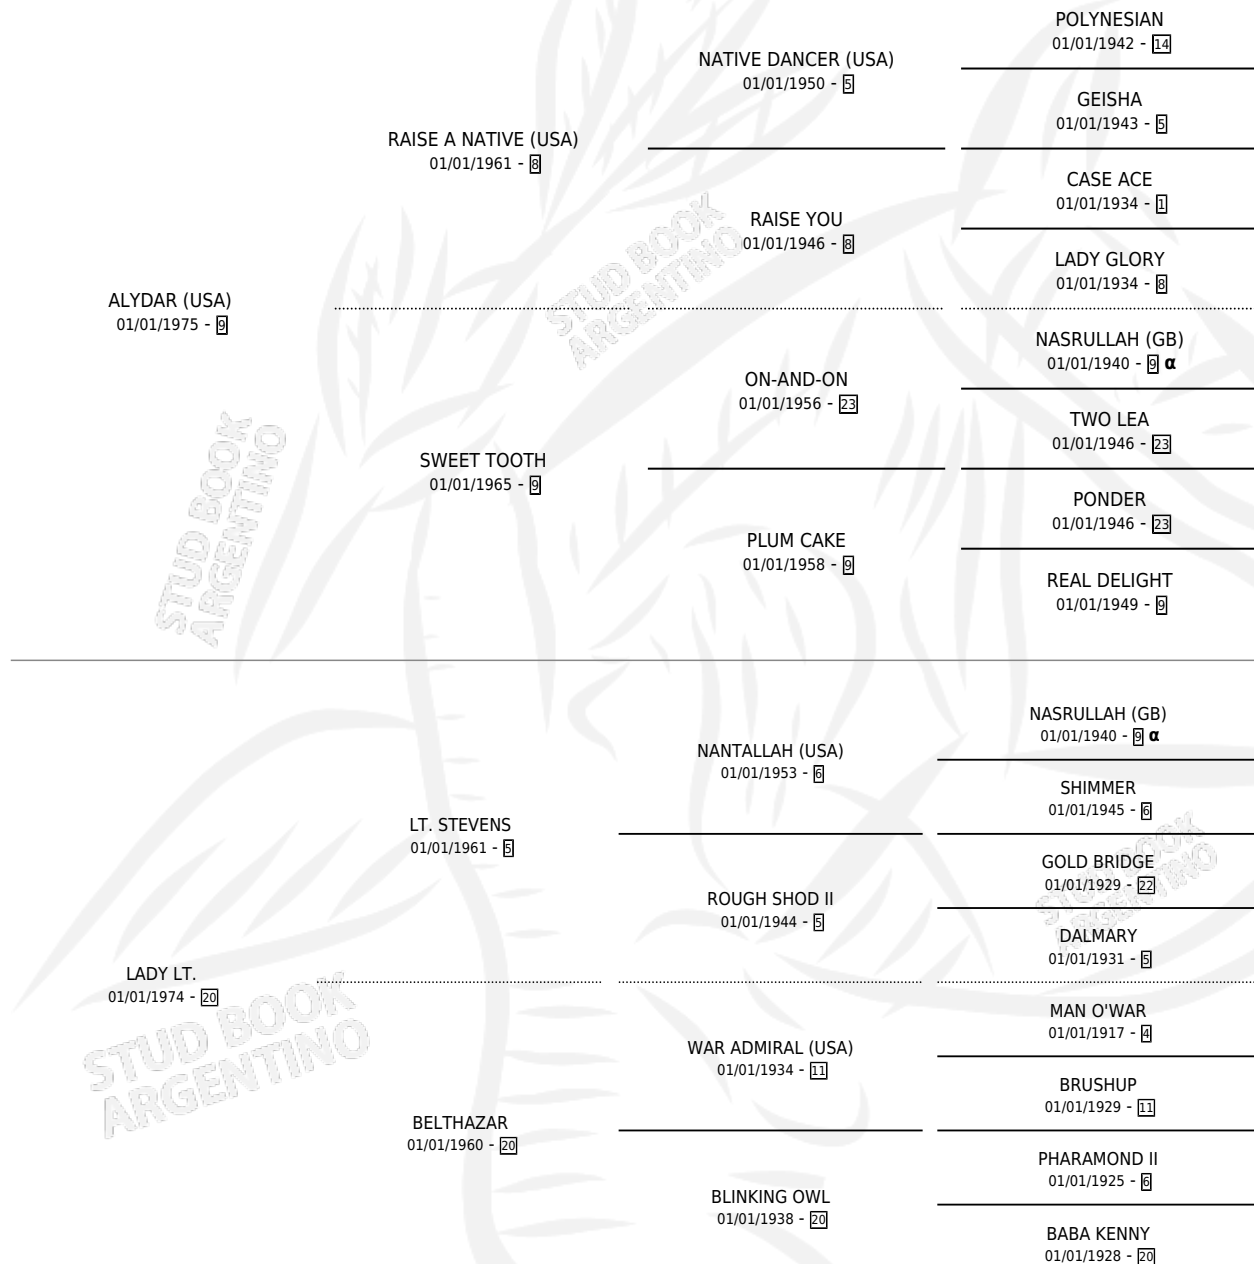 POLYNESIAN
01/01/1942 - 14
NATIVE DANCER (USA)
01/01/1950 - 5
GEISHA
01/01/1943 - 5
RAISE A NATIVE (USA)
01/01/1961 - 8
CASE ACE
01/01/1934 - 1
RAISE YOU
01/01/1946 - 8
LADY GLORY
01/01/1934 - 8
ALYDAR (USA)
01/01/1975 - 9
NASRULLAH (GB)
01/01/1940 - 9 α
ON-AND-ON
01/01/1956 - 23
TWO LEA
01/01/1946 - 23
SWEET TOOTH
01/01/1965 - 9
PONDER
01/01/1946 - 23
PLUM CAKE
01/01/1958 - 9
REAL DELIGHT
01/01/1949 - 9
NASRULLAH (GB)
01/01/1940 - 9 α
NANTALLAH (USA)
01/01/1953 - 6
SHIMMER
01/01/1945 - 6
LT. STEVENS
01/01/1961 - 5
GOLD BRIDGE
01/01/1929 - 22
ROUGH SHOD II
01/01/1944 - 5
DALMARY
01/01/1931 - 5
LADY LT.
01/01/1974 - 20
MAN O'WAR
01/01/1917 - 4
WAR ADMIRAL (USA)
01/01/1934 - 11
BRUSHUP
01/01/1929 - 11
BELTHAZAR
01/01/1960 - 20
PHARAMOND II
01/01/1925 - 6
BLINKING OWL
01/01/1938 - 20
BABA KENNY
01/01/1928 - 20
STUD BOOK
ARGENTINO
STUD BOOK
ARGENTINO
STUD BOOK
ARGENTINO
STUD BOOK
ARGENTINO